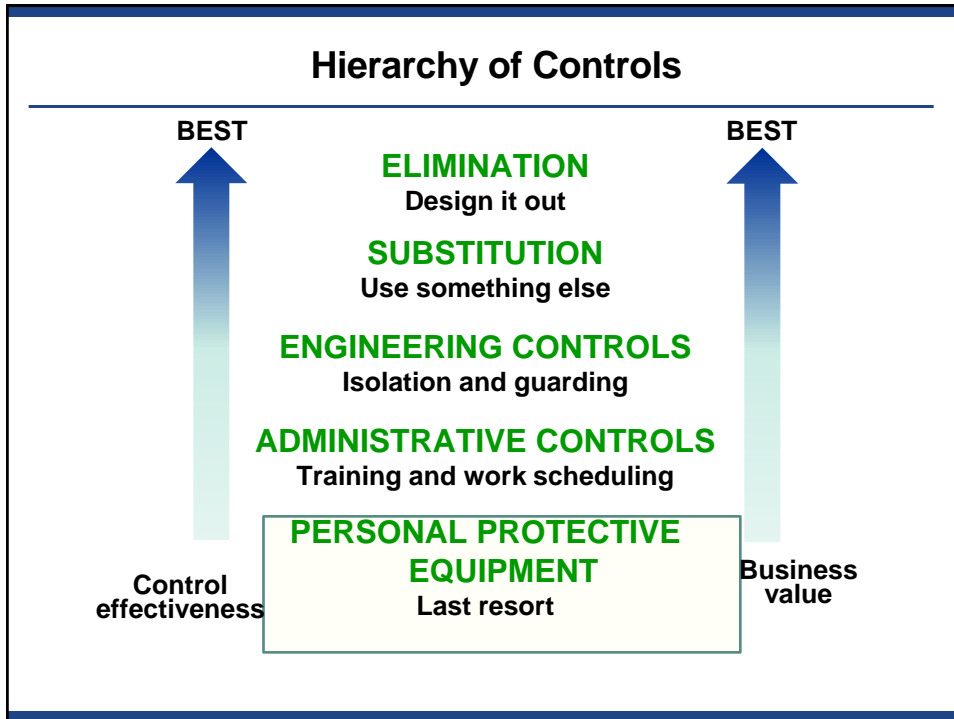 Hierarchy of Controls
BEST
BEST
ELIMINATION
Design it out
SUBSTITUTION
Use something else
ENGINEERING CONTROLS
Isolation and guarding
ADMINISTRATIVE CONTROLS
Training and work scheduling
PERSONAL PROTECTIVE
EQUIPMENT
Last resort
Control
effectiveness
Business
value